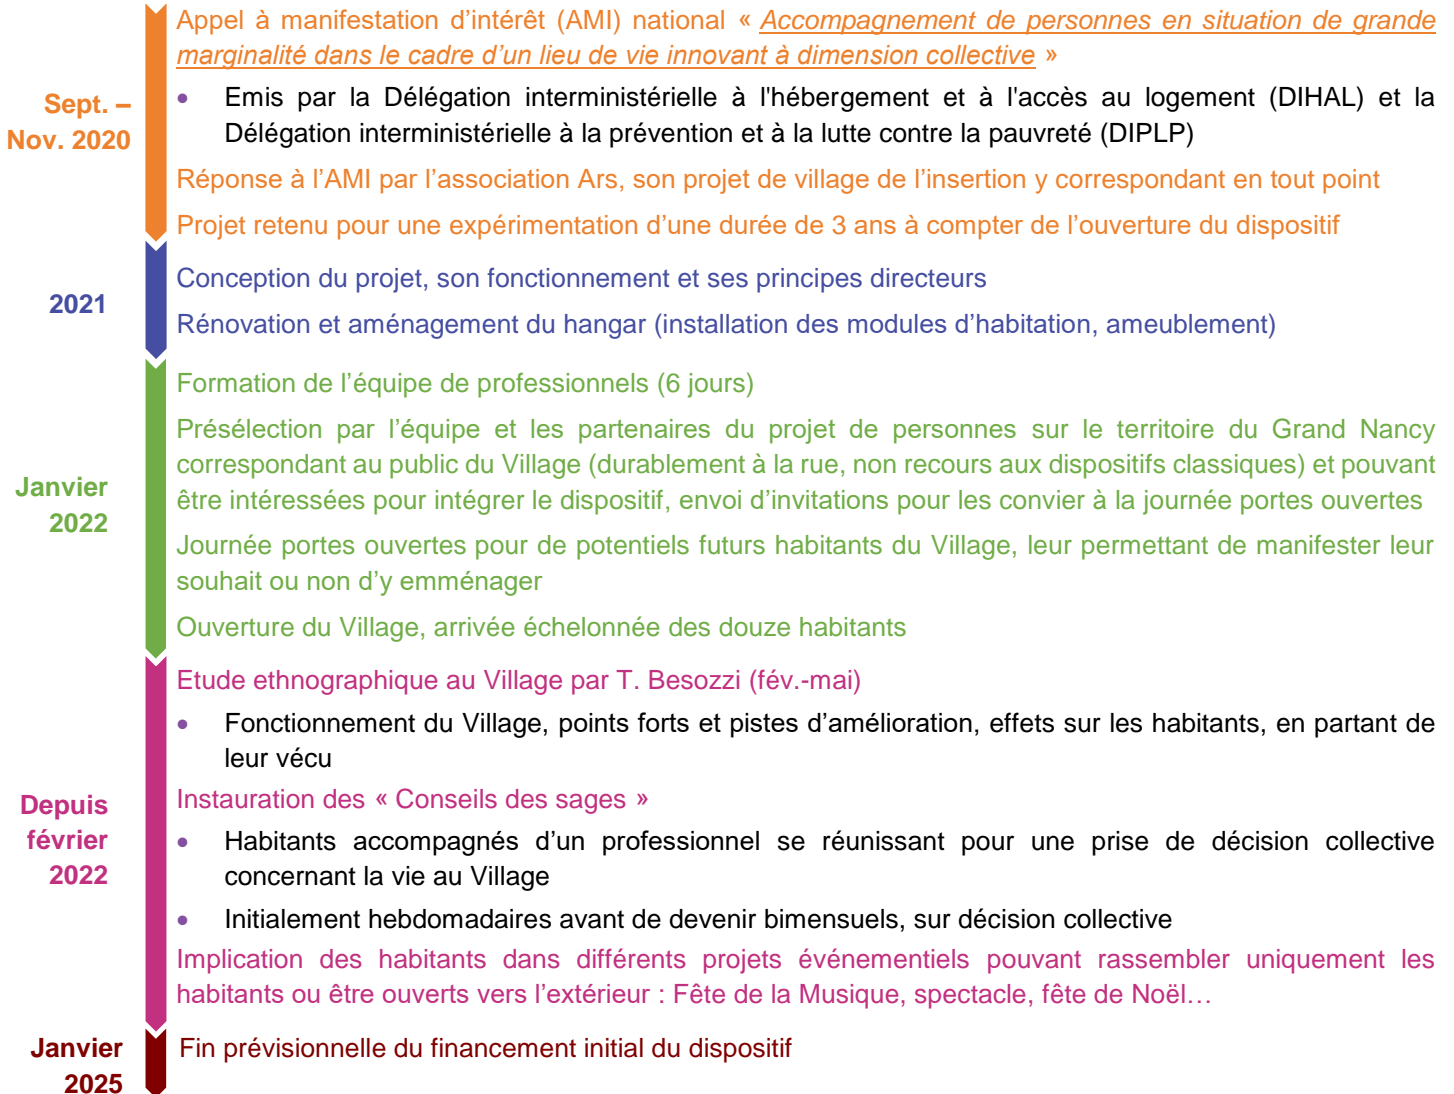 Appel à manifestation d’intérêt (AMI) national « Accompagnement de personnes en situation de grande
marginalité dans le cadre d’un lieu de vie innovant à dimension collective »
Sept. –
Nov. 2020
• Emis par la Délégation interministérielle à l'hébergement et à l'accès au logement (DIHAL) et la
Délégation interministérielle à la prévention et à la lutte contre la pauvreté (DIPLP)
Réponse à l’AMI par l’association Ars, son projet de village de l’insertion y correspondant en tout point
Projet retenu pour une expérimentation d’une durée de 3 ans à compter de l’ouverture du dispositif
2021
Conception du projet, son fonctionnement et ses principes directeurs
Rénovation et aménagement du hangar (installation des modules d’habitation, ameublement)
Janvier
2022
Formation de l’équipe de professionnels (6 jours)
Présélection par l’équipe et les partenaires du projet de personnes sur le territoire du Grand Nancy
correspondant au public du Village (durablement à la rue, non recours aux dispositifs classiques) et pouvant
être intéressées pour intégrer le dispositif, envoi d’invitations pour les convier à la journée portes ouvertes
Journée portes ouvertes pour de potentiels futurs habitants du Village, leur permettant de manifester leur
souhait ou non d’y emménager
Ouverture du Village, arrivée échelonnée des douze habitants
Depuis
février
2022
Etude ethnographique au Village par T. Besozzi (fév.-mai)
• Fonctionnement du Village, points forts et pistes d’amélioration, effets sur les habitants, en partant de
leur vécu
Instauration des « Conseils des sages »
• Habitants accompagnés d’un professionnel se réunissant pour une prise de décision collective
concernant la vie au Village
• Initialement hebdomadaires avant de devenir bimensuels, sur décision collective
Implication des habitants dans différents projets événementiels pouvant rassembler uniquement les
habitants ou être ouverts vers l’extérieur : Fête de la Musique, spectacle, fête de Noël…
Janvier
2025
Fin prévisionnelle du financement initial du dispositif